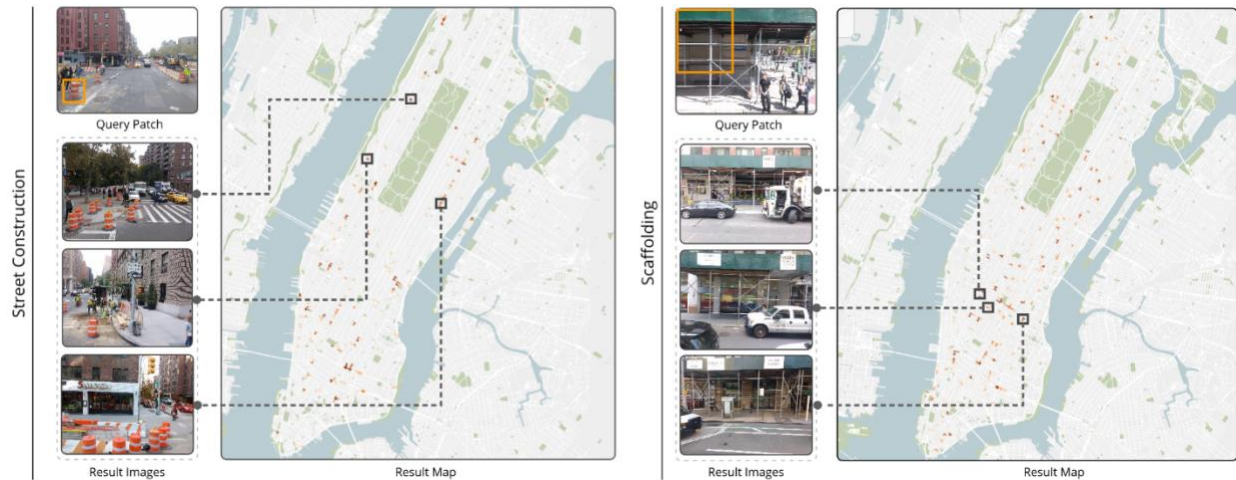 Street Construction
Query Patch
Result Images
Result Map
Scaffolding
Query Patch
Result Images
Result Map